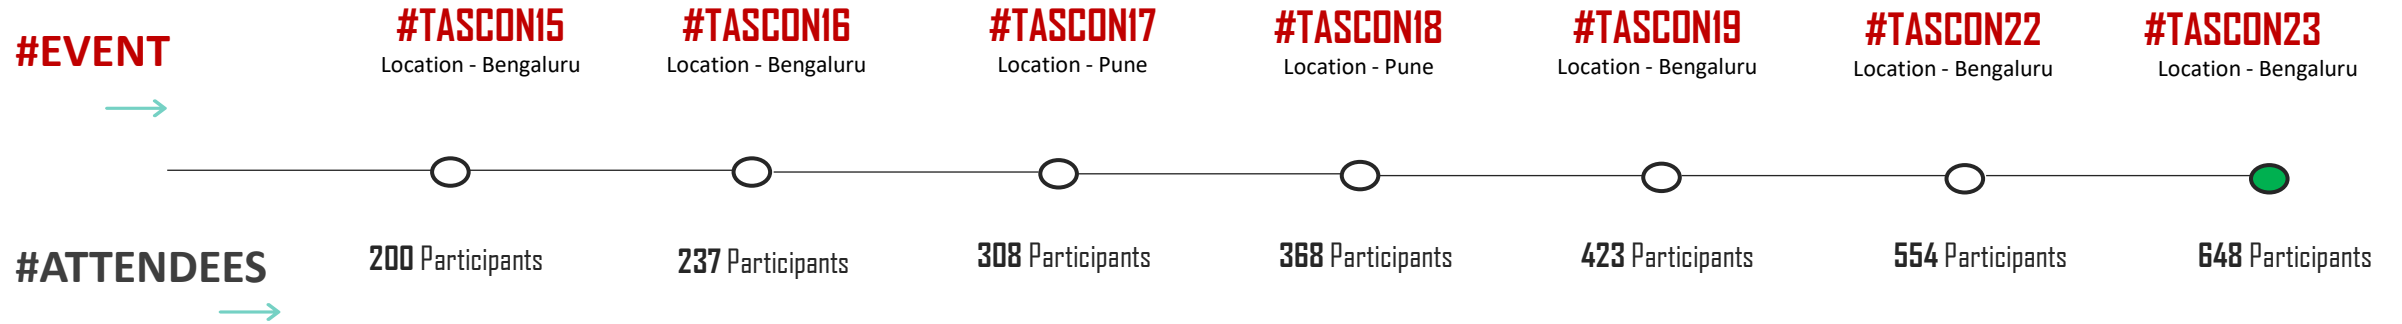 #EVENT
#TASCON15
Location - Bengaluru
#TASCON16
Location - Bengaluru
#TASCON17
Location - Pune
#TASCON18
Location - Pune
#TASCON19
Location - Bengaluru
#TASCON22
Location - Bengaluru
#TASCON23
Location - Bengaluru
#ATTENDEES
200 Participants
237 Participants
308 Participants
368 Participants
423 Participants
554 Participants
648 Participants